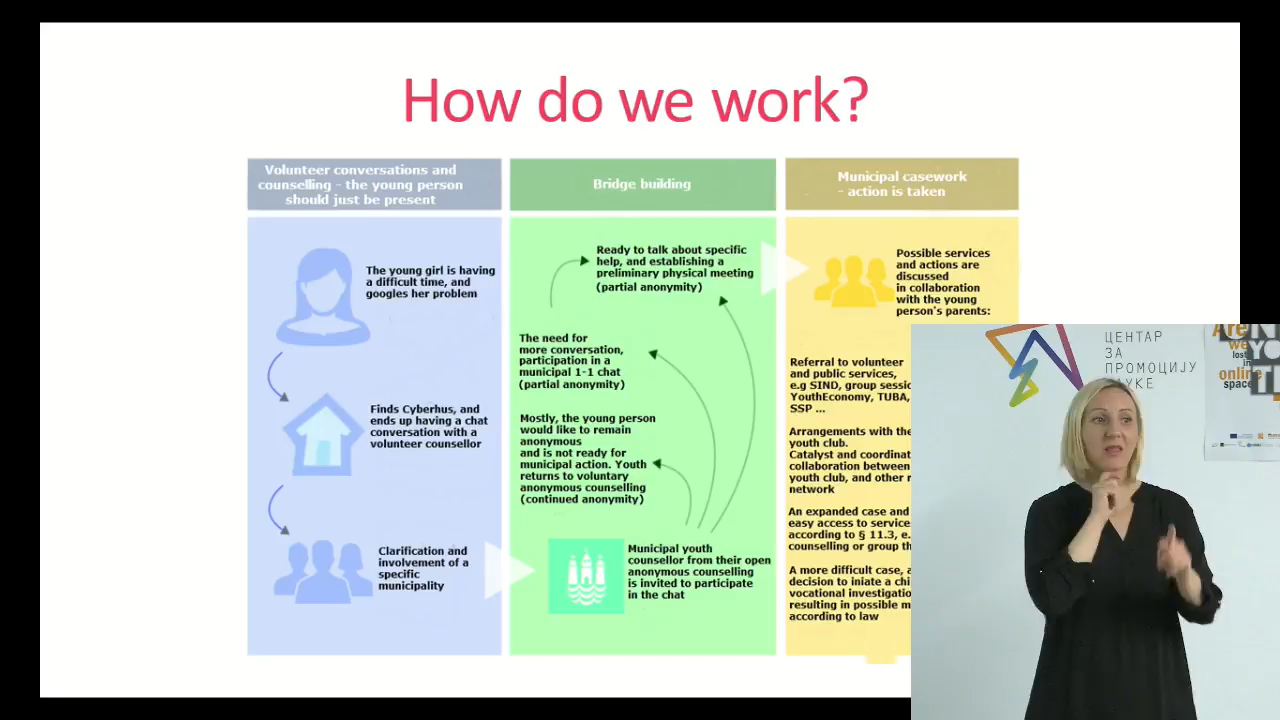 How do we work?
Volunteer conversations and
counselling - the young person
should just be present
The young girl is having
a difficult time, and
googles her problem
Finds Cyberhus, and
ends up having a chat
conversation with a
volunteer counsellor
Clarification and
involvement of a
specific
municipality
Bridge building
Ready to talk about specific
help, and establishing a
preliminary physical meeting
(partial anonymity)
The need for
more conversation,
participation in a
municipal 1-1 chat
(partial anonymity)
Mostly, the young person
would like to remain
anonymous
and is not ready for
municipal action. Youth
returns to voluntary
anonymous counselling
(continued anonymity)
Municipal youth
counsellor from their open
anonymous counselling
is invited to participate
in the chat
Municipal casework
- action is taken
Possible services
and actions are
discussed
in collaboration
with the young
person's parents:
Referral to volunteer
and public services,
e.g SIND, group sessic
YouthEconomy, TUBA,
SSP ...
Arrangements with the
youth club.
Catalyst and coordinat
collaboration between
youth club, and other r
network
An expanded case and
easy access to service
according to § 11.3, e.
counselling or group th
A more difficult case, a
decision to iniate a chi
vocational investigatio
resulting in possible m
according to law
ЦЕНТАР
ЗА
ПРОМОЦИЈУ
НАУКЕ
Are
we
lost
in
online
space